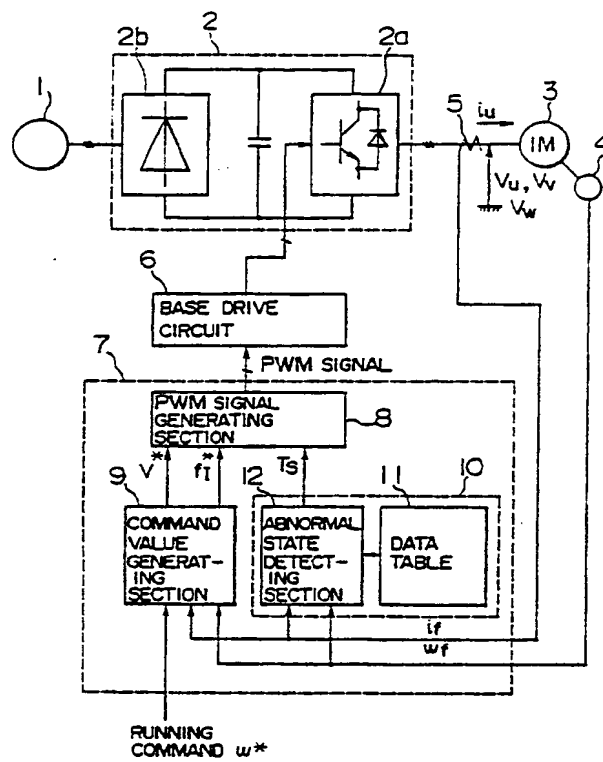 2
2b
2a
1
5
iu
3
IM
4
Vu, Vv
Vw
6
BASE DRIVE
CIRCUIT
7
PWM SIGNAL
PWM SIGNAL
GENERATING
SECTION
8
V*
fI*
Ts
9
12
11
10
COMMAND
VALUE
GENERAT-
ING
SECTION
ABNORMAL
STATE
DETECT-
ING
SECTION
DATA
TABLE
if
wf
RUNNING
COMMAND w*